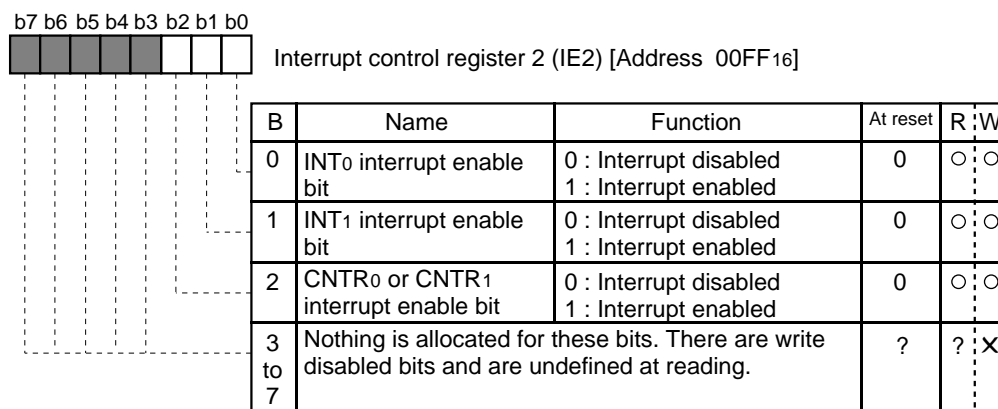 b7 b6 b5 b4 b3 b2 b1 b0
Interrupt control register 2 (IE2) [Address 00FF16]
B Name Function At reset R W
0 INT0 interrupt enable bit 0 : Interrupt disabled 0 ○ ○
1 : Interrupt enabled
1 INT1 interrupt enable bit 0 : Interrupt disabled 0 ○ ○
1 : Interrupt enabled
2 CNTR0 or CNTR1 interrupt enable bit 0 : Interrupt disabled 0 ○ ○
1 : Interrupt enabled
3 to 7 Nothing is allocated for these bits. There are write ? ? ✕
disabled bits and are undefined at reading.